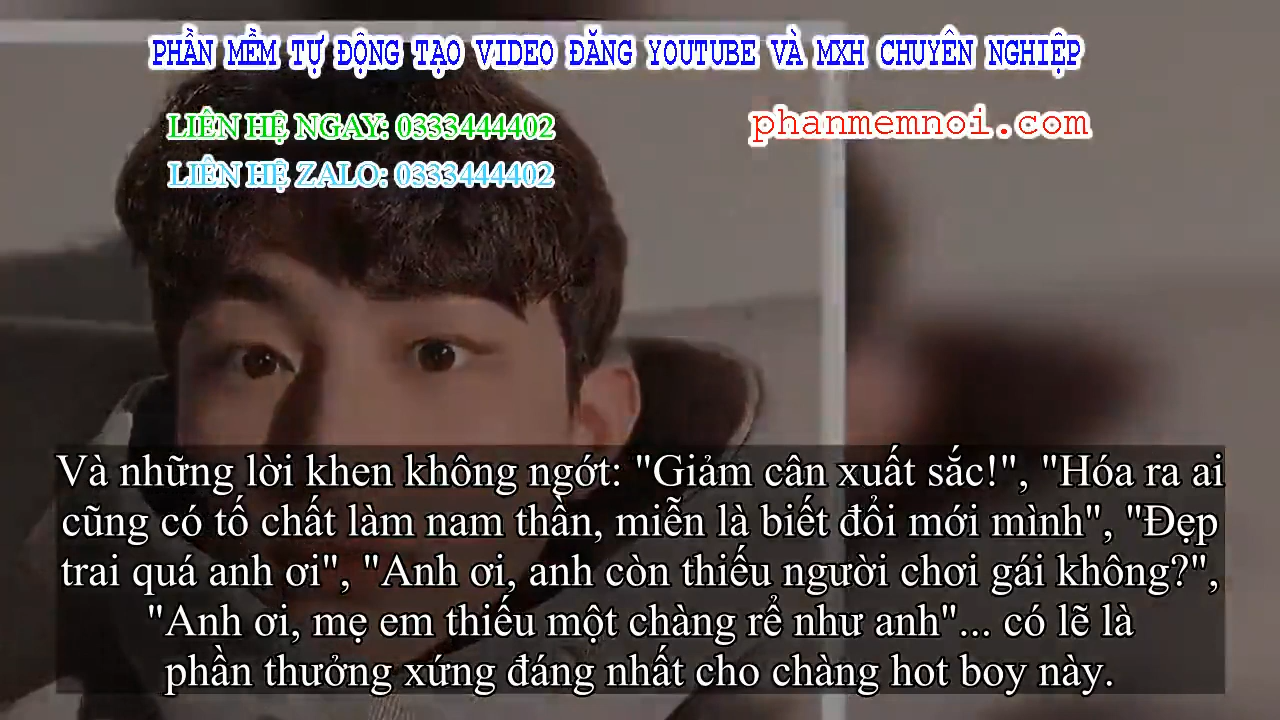 PHẦN MỀM TỰ ĐỘNG TẠO VIDEO ĐĂNG YOUTUBE VÀ MXH CHUYÊN NGHIỆP
LIÊN HỆ NGAY: 0333444402
phanmemnoi.com
LIÊN HỆ ZALO: 0333444402
Và những lời khen không ngớt: "Giảm cân xuất sắc!", "Hóa ra ai
cũng có tố chất làm nam thần, miễn là biết đổi mới mình", "Đẹp
trai quá anh ơi", "Anh ơi, anh còn thiếu người chơi gái không?",
"Anh ơi, mẹ em thiếu một chàng rể như anh"... có lẽ là
phần thưởng xứng đáng nhất cho chàng hot boy này.